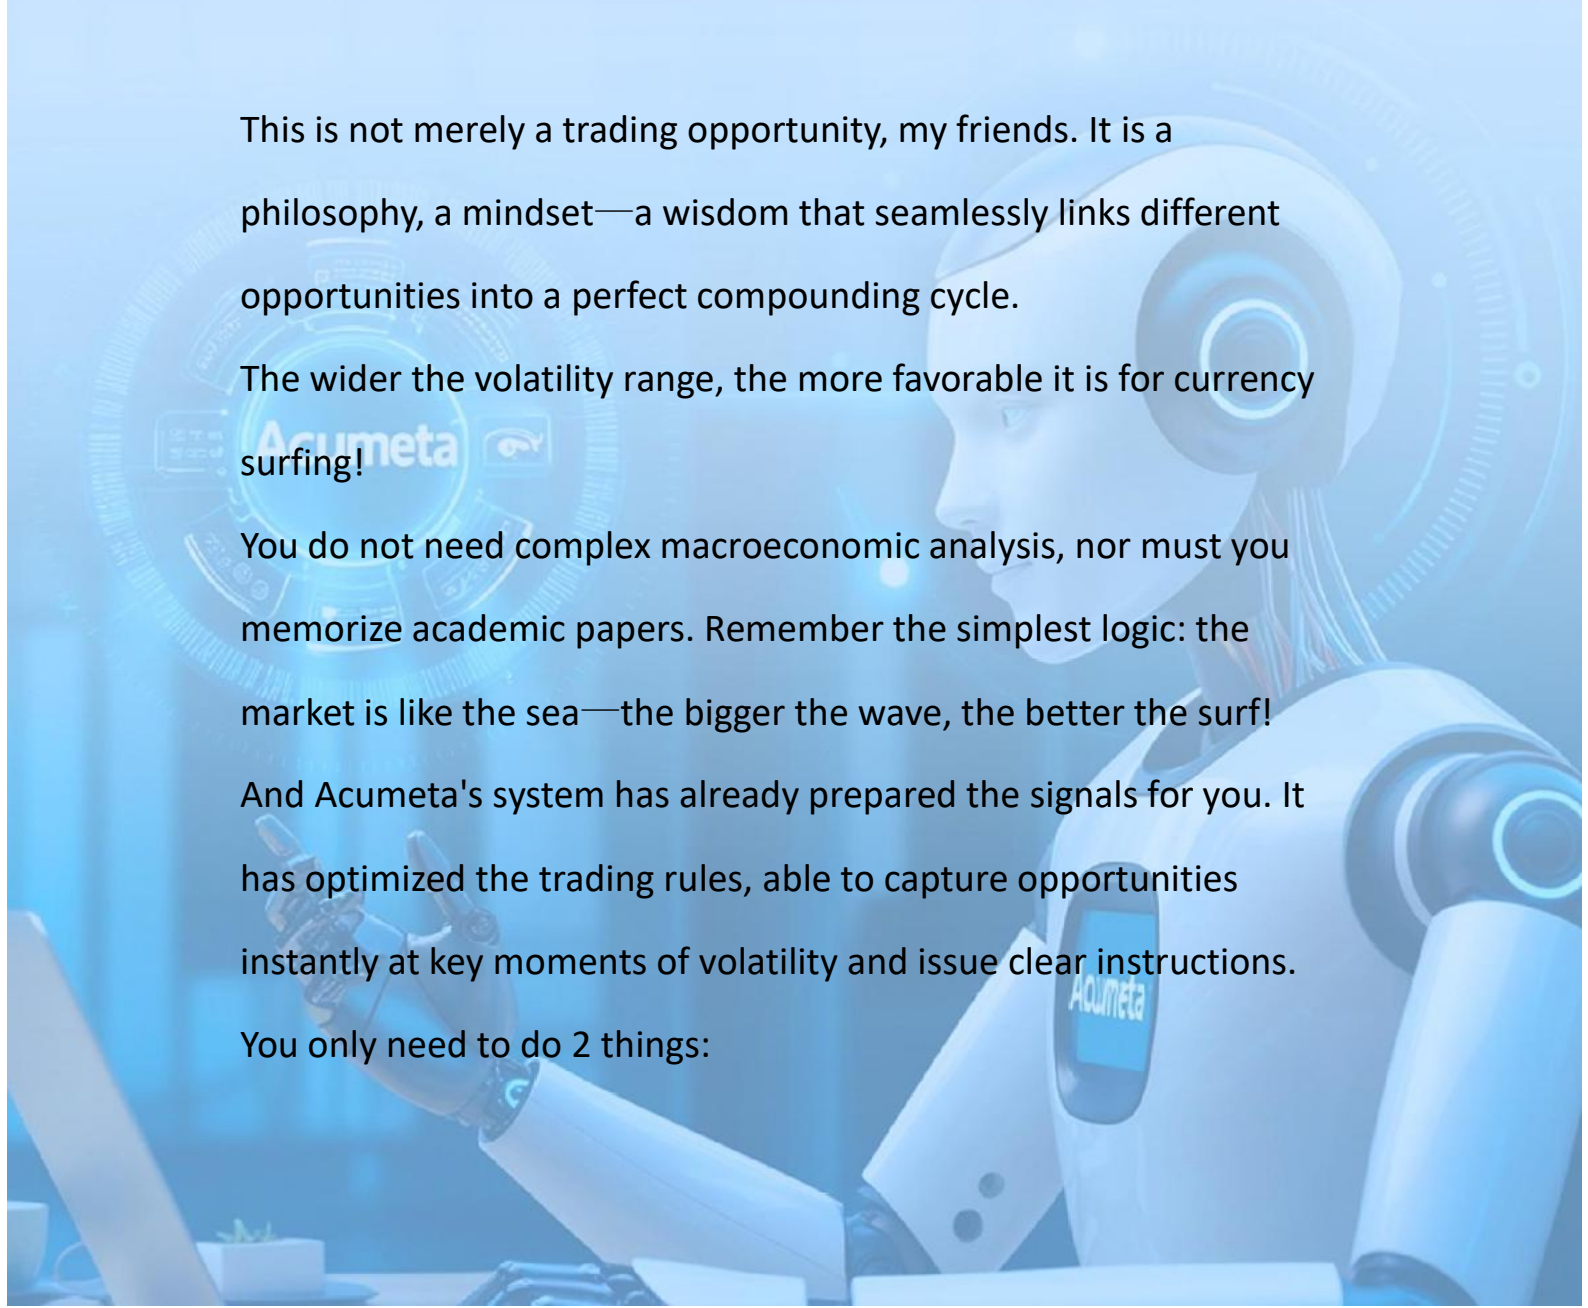 This is not merely a trading opportunity, my friends. It is a
philosophy, a mindset—a wisdom that seamlessly links different
opportunities into a perfect compounding cycle.
The wider the volatility range, the more favorable it is for currency
surfing!
Acumeta
You do not need complex macroeconomic analysis, nor must you
memorize academic papers. Remember the simplest logic: the
market is like the sea—the bigger the wave, the better the surf!
And Acumeta's system has already prepared the signals for you. It
has optimized the trading rules, able to capture opportunities
instantly at key moments of volatility and issue clear instructions.
Acumeta
You only need to do 2 things: